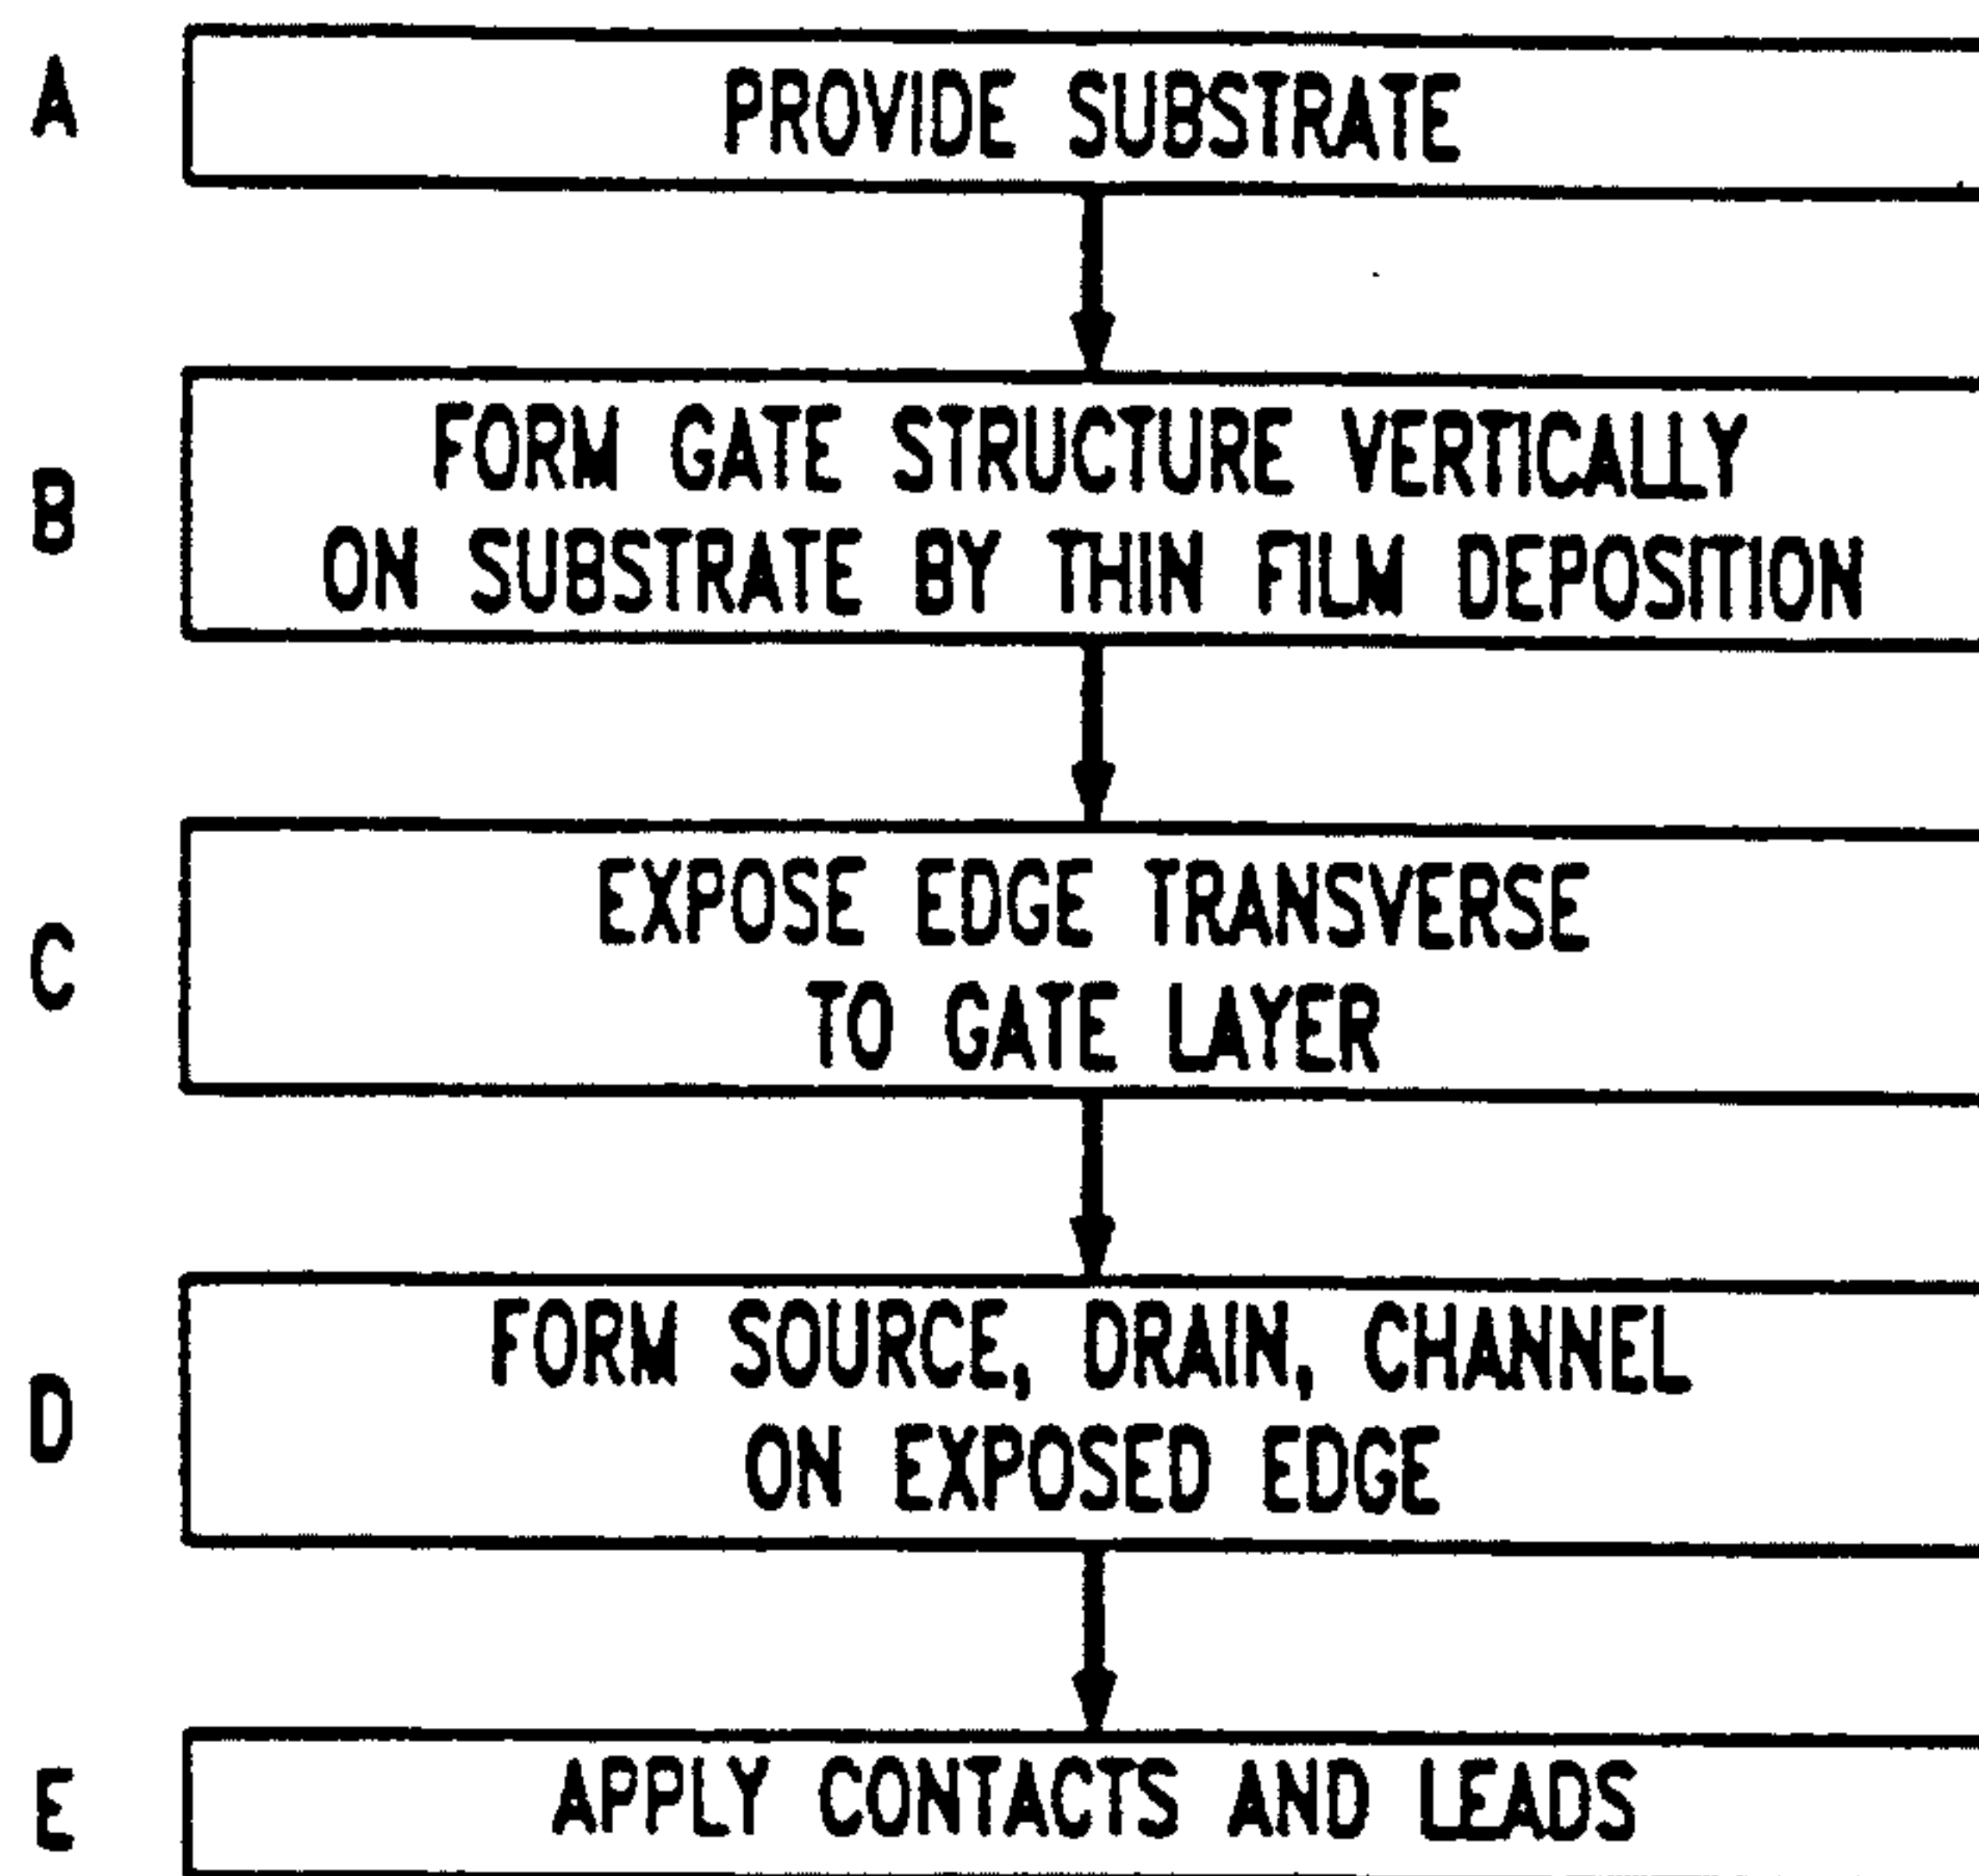 A
PROVIDE SUBSTRATE
B
FORM GATE STRUCTURE VERTICALLY
ON SUBSTRATE BY THIN FILM DEPOSITION
C
EXPOSE EDGE TRANSVERSE
TO GATE LAYER
D
FORM SOURCE, DRAIN, CHANNEL
ON EXPOSED EDGE
E
APPLY CONTACTS AND LEADS